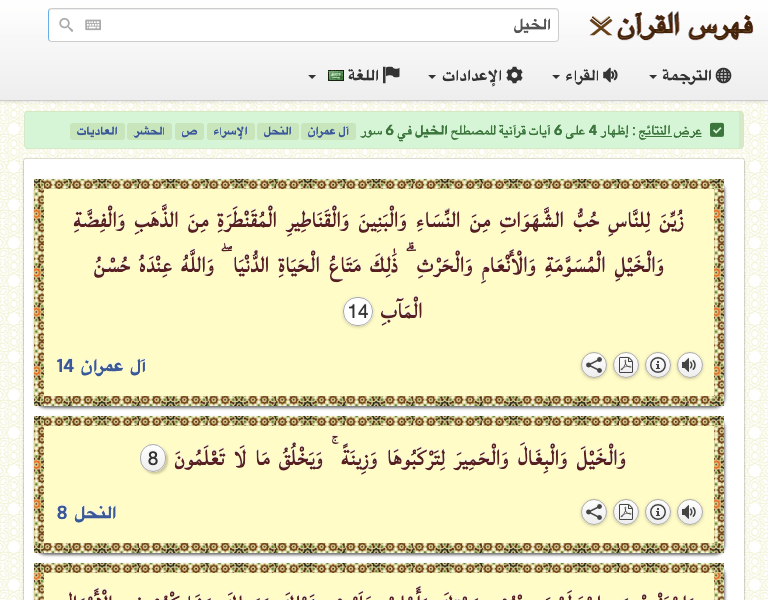 فهرس القرآن
الخيل
الترجمة القراء الإعدادات اللغة
عرض النتائج : إظهار 4 على 6 آيات قرآنية للمصطلح الخيل في 6 سور آل عمران النحل الإسراء ص الحشر العاديات
زُيِّنَ لِلنَّاسِ حُبُّ الشَّهَوَاتِ مِنَ النِّسَاءِ وَالْبَنِينَ وَالْقَنَاطِيرِ الْمُقَنْطَرَةِ مِنَ الذَّهَبِ وَالْفِضَّةِ
وَالْخَيْلِ الْمُسَوَّمَةِ وَالْأَنْعَامِ وَالْحَرْثِ ۗ ذَٰلِكَ مَتَاعُ الْحَيَاةِ الدُّنْيَا ۖ وَاللَّهُ عِنْدَهُ حُسْنُ
الْمَآبِ 14
آل عمران 14
وَالْخَيْلَ وَالْبِغَالَ وَالْحَمِيرَ لِتَرْكَبُوهَا وَزِينَةً ۚ وَيَخْلُقُ مَا لَا تَعْلَمُونَ 8
النحل 8